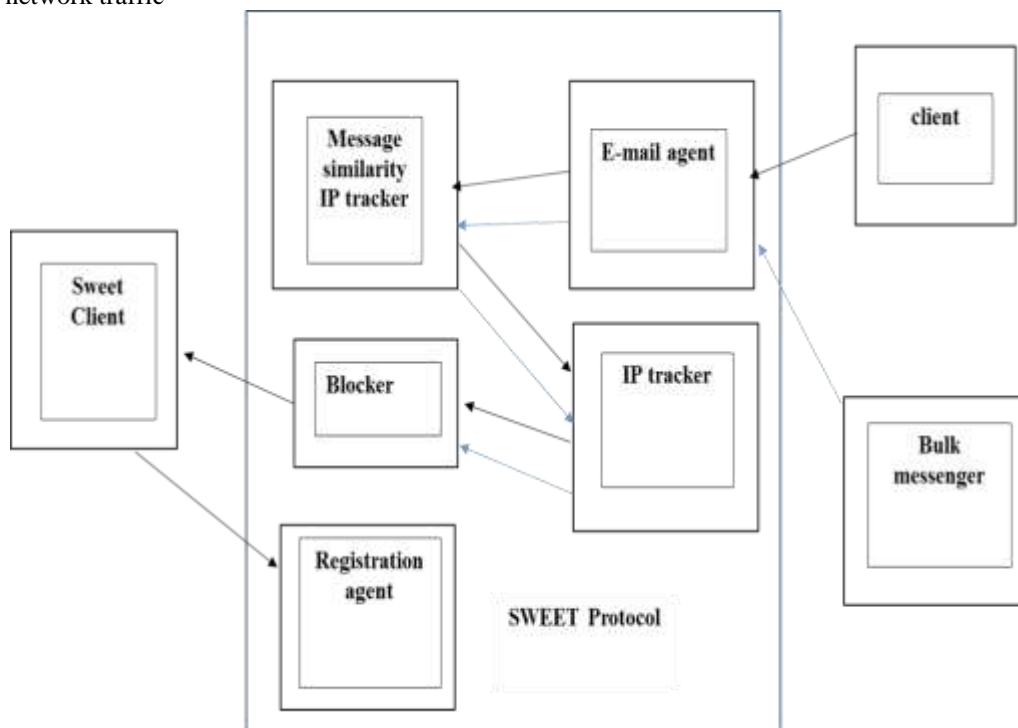 network traffic
Message
similarity
IP tracker
E-mail agent
client
Sweet
Client
Blocker
IP tracker
Bulk
messenger
Registration
agent
SWEET Protocol